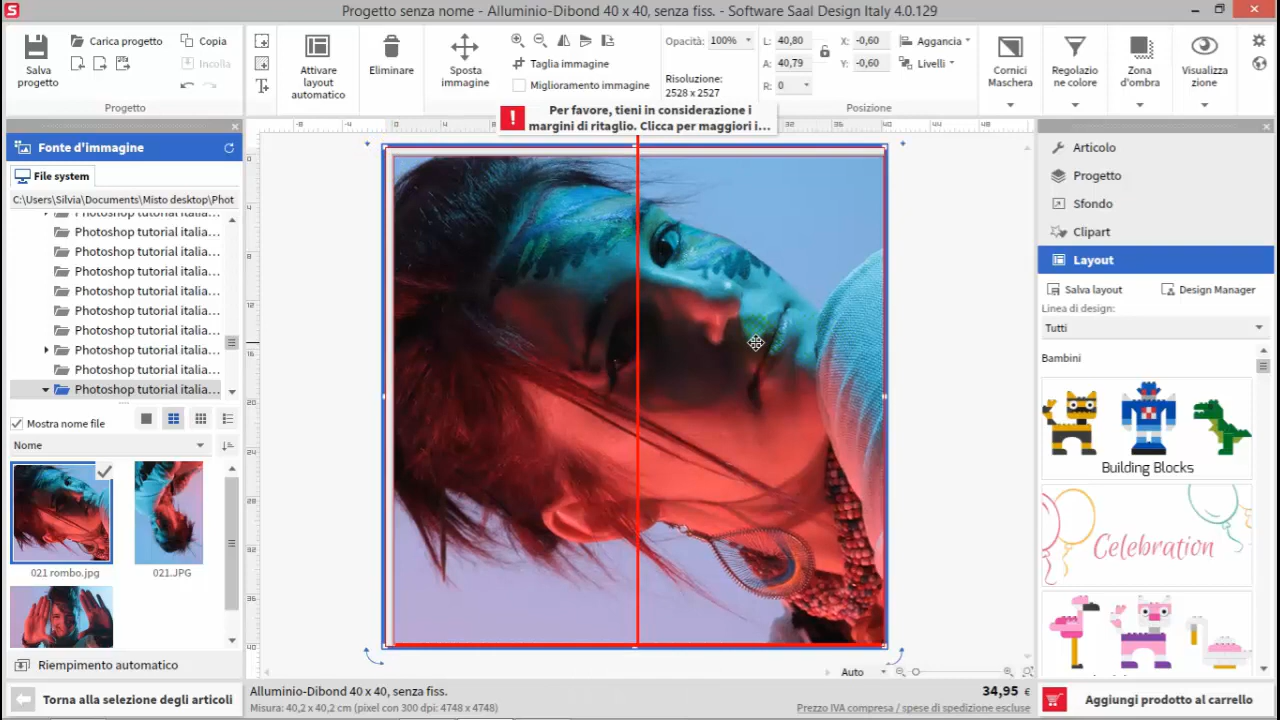 S
Progetto senza nome - Alluminio-Dibond 40 x 40, senza fiss. - Software Saal Design Italy 4.0.129
Salva progetto
Carica progetto
Copia
Incolla
Progetto
Attivare layout automatico
Eliminare
Sposta immagine
Taglia immagine
Miglioramento immagine
Opacità: 100%
Risoluzione:
2528 x 2527
L: 40,80
A: 40,79
R: 0
X: -0,60
Y: -0,60
Aggancia
Livelli
Posizione
Cornici Maschera
Regolazio ne colore
Zona d'ombra
Visualizza zione
Per favore, tieni in considerazione i
margini di ritaglio. Clicca per maggiori i...
Fonte d'immagine
File system
C:\Users\Silvia\Documents\Misto desktop\Phot
Photoshop tutorial italia...
Photoshop tutorial italia...
Photoshop tutorial italia...
Photoshop tutorial italia...
Photoshop tutorial italia...
Photoshop tutorial italia...
Photoshop tutorial italia...
Photoshop tutorial italia...
Photoshop tutorial italia...
Photoshop tutorial italia...
Mostra nome file
Nome
021 rombo.jpg
021.JPG
Riempimento automatico
Torna alla selezione degli articoli
Auto
Alluminio-Dibond 40 x 40, senza fiss.
Misura: 40,2 x 40,2 cm (pixel con 300 dpi: 4748 x 4748)
34,95 €
Prezzo IVA compresa / spese di spedizione escluse
Articolo
Progetto
Sfondo
Clipart
Layout
Salva layout
Design Manager
Linea di design:
Tutti
Bambini
Building Blocks
Celebration
Aggiungi prodotto al carrello